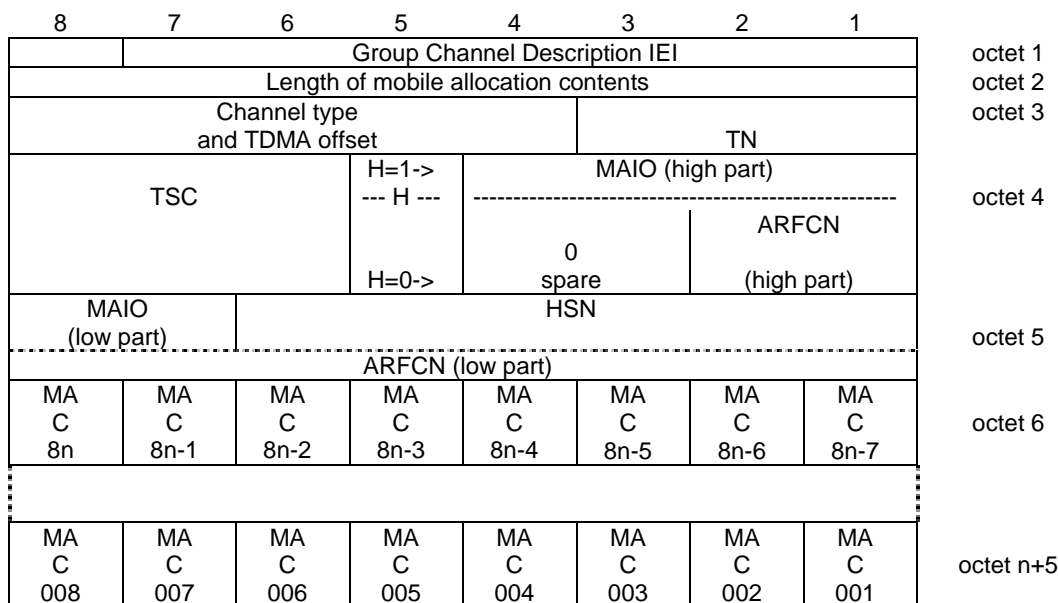 8 7 6 5 4 3 2 1
Group Channel Description IEI octet 1
Length of mobile allocation contents octet 2
Channel type octet 3
and TDMA offset TN
H=1-> MAIO (high part)
TSC --- H --- ----------------------------------------------------- octet 4
ARFCN
0
H=0-> spare (high part)
MAIO HSN
(low part) octet 5
ARFCN (low part)
MA MA MA MA MA MA MA MA
C C C C C C C C octet 6
8n 8n-1 8n-2 8n-3 8n-4 8n-5 8n-6 8n-7
MA MA MA MA MA MA MA MA
C C C C C C C C octet n+5
008 007 006 005 004 003 002 001